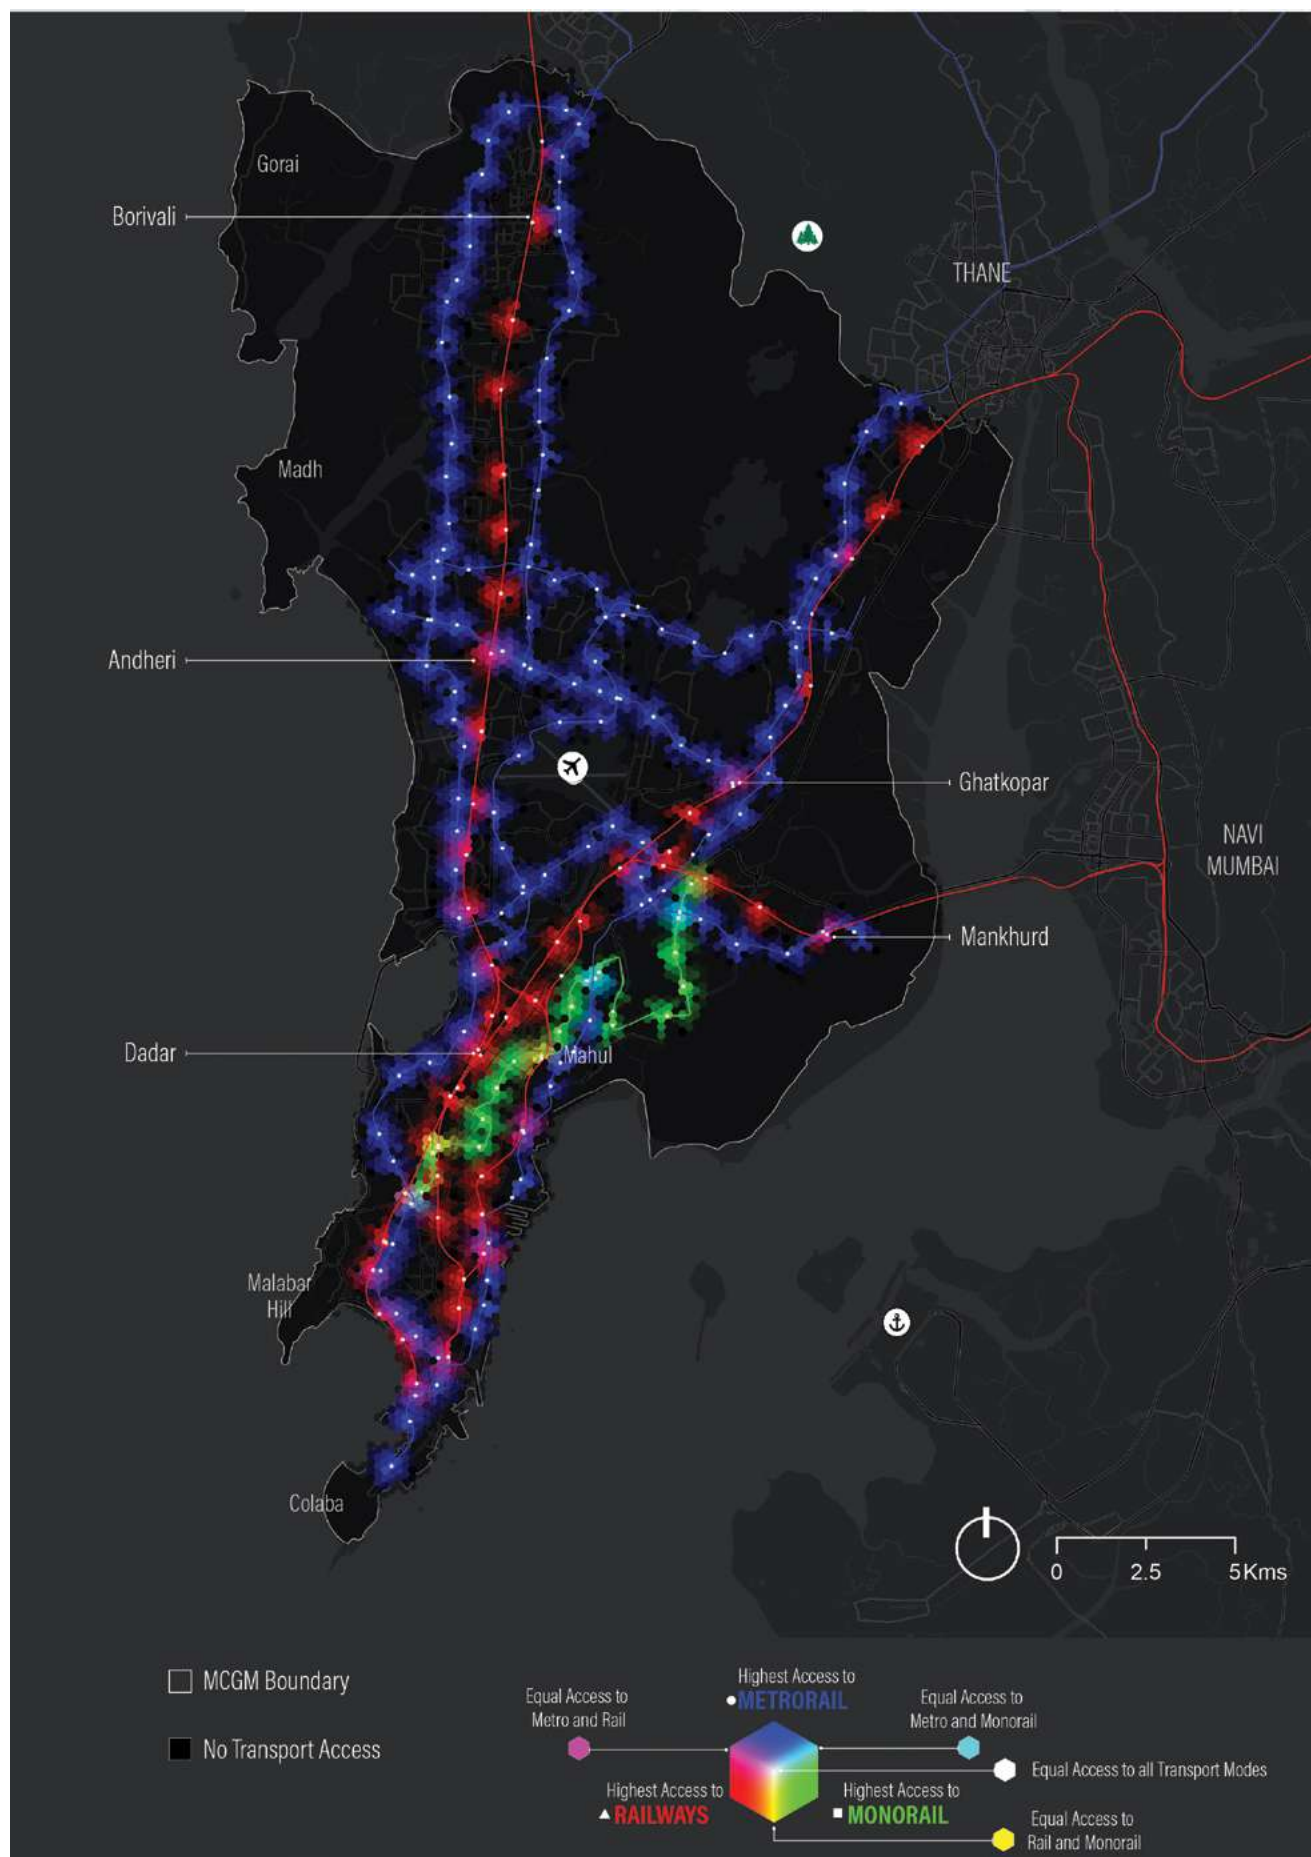 Gorai
Borivali
THANE
Madh
Andheri
Ghatkopar
NAVI
MUMBAI
Mankhurd
Dadar
Mahul
Malabar
Hill
Colaba
0 2.5 5Kms
MCGM Boundary
No Transport Access
Highest Access to
METRORAIL
Equal Access to
Metro and Rail
Equal Access to
Metro and Monorail
Equal Access to all Transport Modes
Highest Access to
RAILWAYS
Highest Access to
MONORAIL
Equal Access to
Rail and Monorail